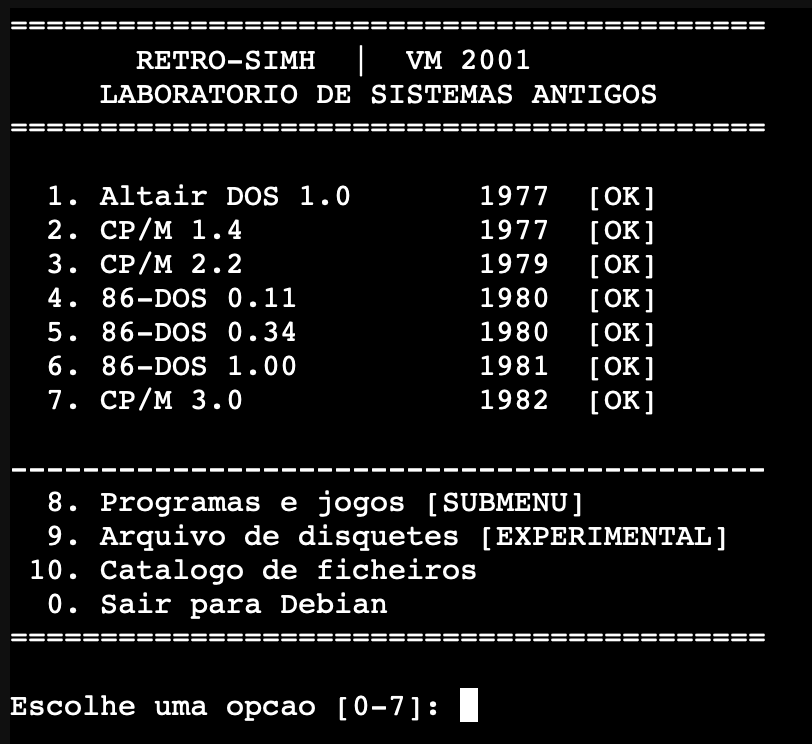 ==========================================
RETRO-SIMH | VM 2001
LABORATORIO DE SISTEMAS ANTIGOS
==========================================
1. Altair DOS 1.0 1977 [OK]
2. CP/M 1.4 1977 [OK]
3. CP/M 2.2 1979 [OK]
4. 86-DOS 0.11 1980 [OK]
5. 86-DOS 0.34 1980 [OK]
6. 86-DOS 1.00 1981 [OK]
7. CP/M 3.0 1982 [OK]
------------------------------------------
8. Programas e jogos [SUBMENU]
9. Arquivo de disquetes [EXPERIMENTAL]
10. Catalogo de ficheiros
0. Sair para Debian
==========================================
Escolhe uma opcao [0-7]: